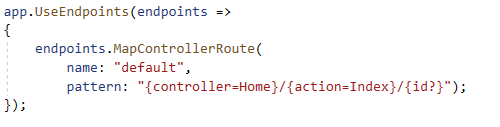 app.UseEndpoints(endpoints =>
{
    endpoints.MapControllerRoute(
        name: "default",
        pattern: "{controller=Home}/{action=Index}/{id?}");
});